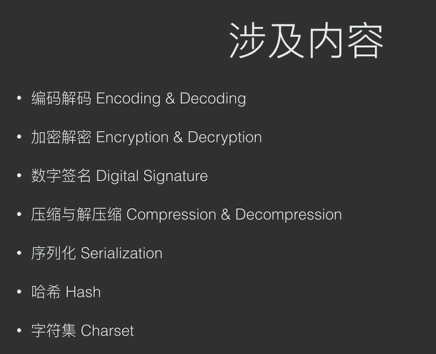 涉及内容
• 编码解码 Encoding & Decoding
• 加密解密 Encryption & Decryption
• 数字签名 Digital Signature
• 压缩与解压缩 Compression & Decompression
• 序列化 Serialization
• 哈希 Hash
• 字符集 Charset